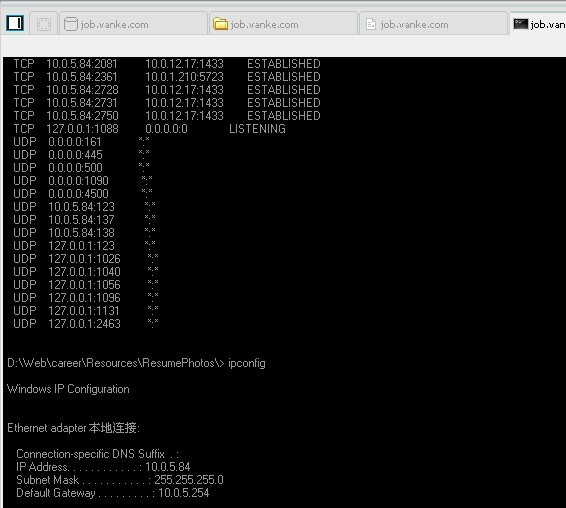 job.vanke.com job.vanke.com job.vanke.com job.van
TCP 10.0.5.84:2081 10.0.12.17:1433 ESTABLISHED
TCP 10.0.5.84:2361 10.0.1.210:5723 ESTABLISHED
TCP 10.0.5.84:2728 10.0.12.17:1433 ESTABLISHED
TCP 10.0.5.84:2731 10.0.12.17:1433 ESTABLISHED
TCP 10.0.5.84:2750 10.0.12.17:1433 ESTABLISHED
TCP 127.0.0.1:1088 0.0.0.0:0 LISTENING
UDP 0.0.0.0:161 *:*
UDP 0.0.0.0:445 *:*
UDP 0.0.0.0:500 *:*
UDP 0.0.0.0:1090 *:*
UDP 0.0.0.0:4500 *:*
UDP 10.0.5.84:123 *:*
UDP 10.0.5.84:137 *:*
UDP 10.0.5.84:138 *:*
UDP 127.0.0.1:123 *:*
UDP 127.0.0.1:1026 *:*
UDP 127.0.0.1:1040 *:*
UDP 127.0.0.1:1056 *:*
UDP 127.0.0.1:1096 *:*
UDP 127.0.0.1:1131 *:*
UDP 127.0.0.1:2463 *:*
D:\Web\career\Resources\ResumePhotos\> ipconfig
Windows IP Configuration
Ethernet adapter 本地连接:
Connection-specific DNS Suffix . :
IP Address. . . . . . . . . . . . : 10.0.5.84
Subnet Mask . . . . . . . . . . . : 255.255.255.0
Default Gateway . . . . . . . . . : 10.0.5.254